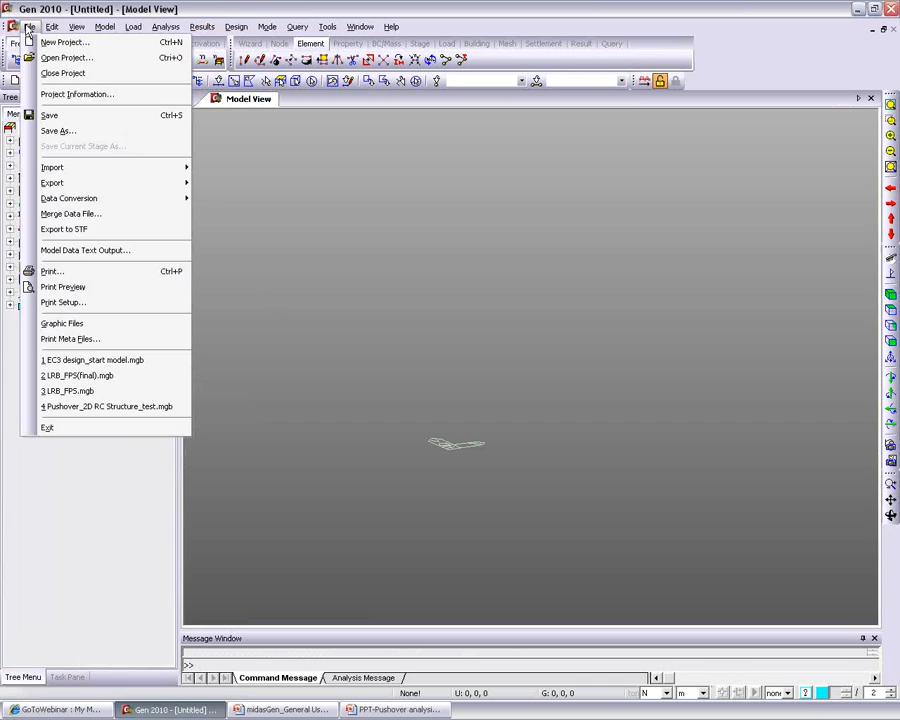 Gen 2010 - [Untitled] - [Model View]
File Edit View Model Load Analysis Results Design Mode Query Tools Window Help
Wizard Node Element Property BC/Mass Stage Load Building Mesh Settlement Result Query
Model View
New Project... Ctrl+N
Open Project... Ctrl+O
Close Project
Project Information...
Save Ctrl+S
Save As...
Save Current Stage As...
Import
Export
Data Conversion
Merge Data File...
Export to STF
Model Data Text Output...
Print... Ctrl+P
Print Preview
Print Setup...
Graphic Files
Print Meta Files...
1 EC3 design_start model.mgb
2 LRB_FPS(final).mgb
3 LRB_FPS.mgb
4 Pushover_2D RC Structure_test.mgb
Exit
Message Window
>>
Tree Menu Task Pane
Command Message Analysis Message
None! U: 0, 0, 0 G: 0, 0, 0 N m none ? / 2
GoToWebinar : My M... Gen 2010 - [Untitled] ... midasGen_General Us... PPT-Pushover analysi...